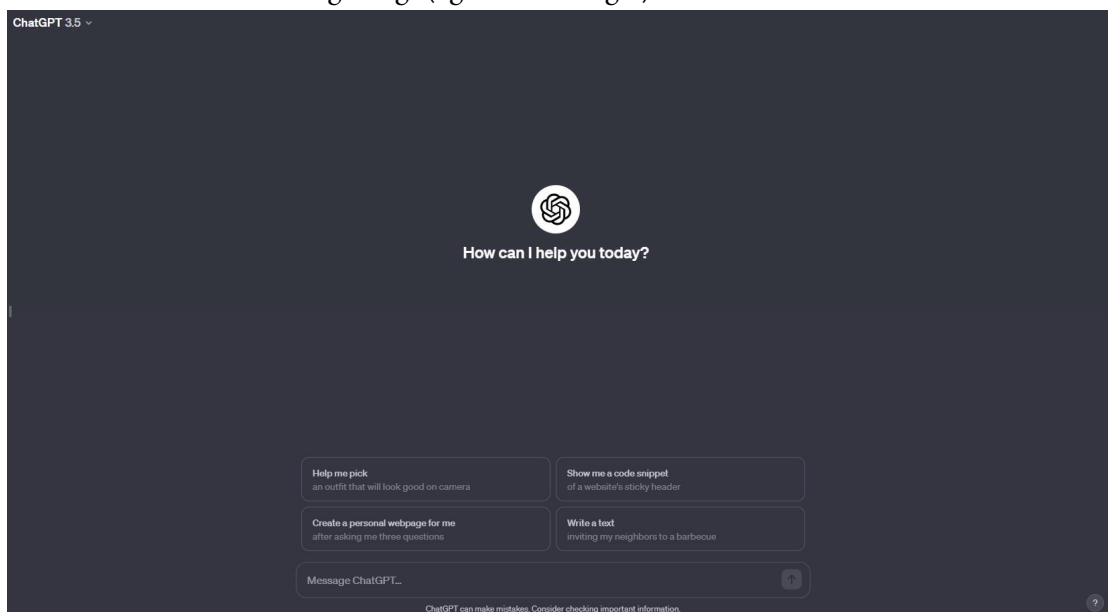 ChatGPT 3.5
How can I help you today?
Help me pick
an outfit that will look good on camera
Show me a code snippet
of a website's sticky header
Create a personal webpage for me
after asking me three questions
Write a text
inviting my neighbors to a barbecue
Message ChatGPT...
ChatGPT can make mistakes. Consider checking important information.
?